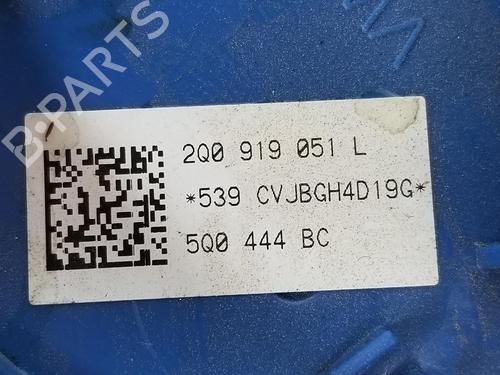 2Q0 919 051 L
*539 CVJBGH4D19G*
5Q0 444 BC
B-PARTS